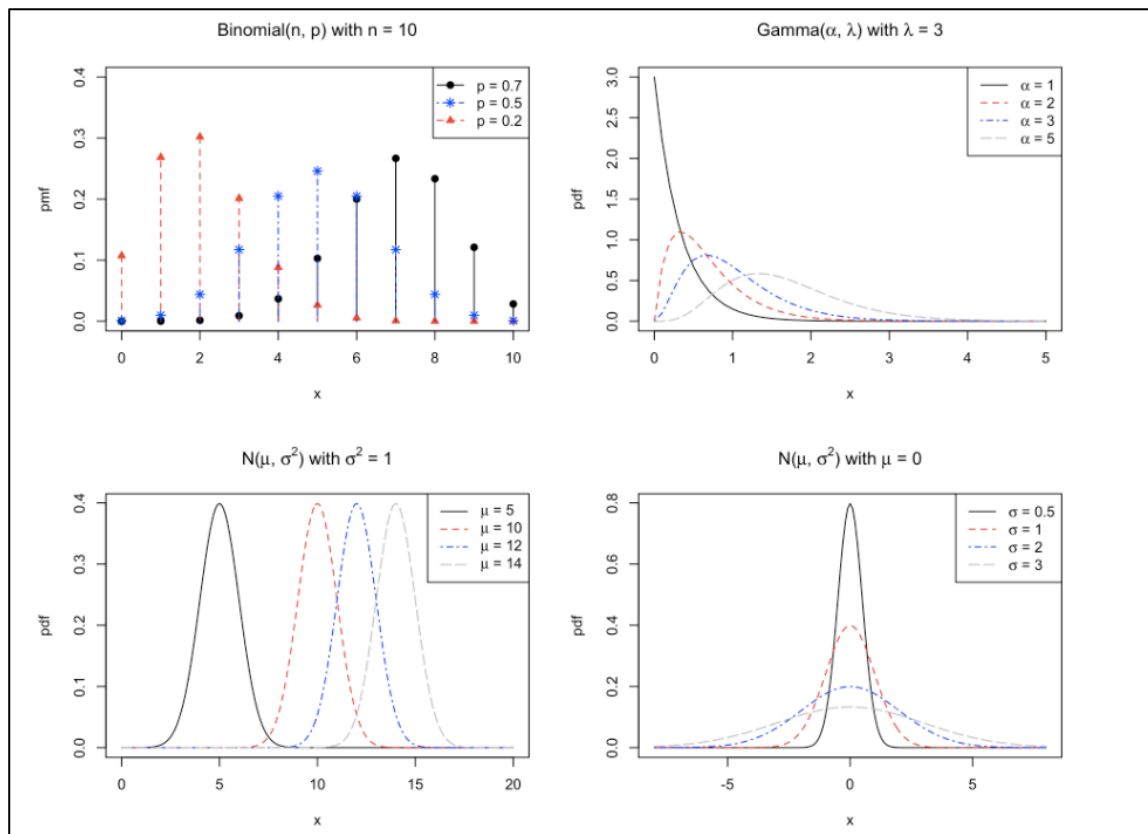 Binomial(n, p) with n = 10
pmf
0.4
0.3
0.2
0.1
0.0
p = 0.7
p = 0.5
p = 0.2
0 2 4 6 8 10
x
Gamma(α, λ) with λ = 3
pdf
3.0
2.5
2.0
1.5
1.0
0.5
0.0
α = 1
α = 2
α = 3
α = 5
0 1 2 3 4 5
x
N(μ, σ²) with σ² = 1
pdf
0.4
0.3
0.2
0.1
0.0
μ = 5
μ = 10
μ = 12
μ = 14
0 5 10 15 20
x
N(μ, σ²) with μ = 0
pdf
0.8
0.6
0.4
0.2
0.0
σ = 0.5
σ = 1
σ = 2
σ = 3
-5 0 5
x